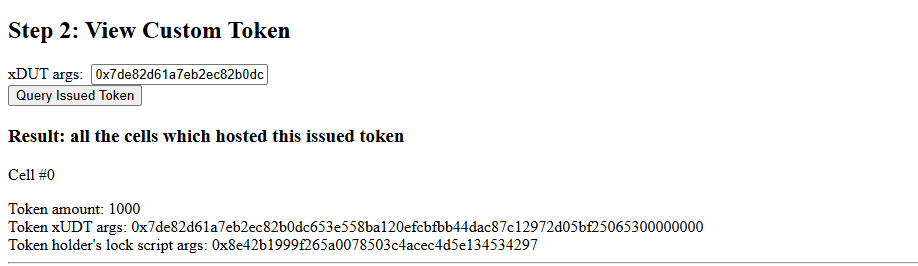 Step 2: View Custom Token
xDUT args: 0x7de82d61a7eb2ec82b0dc
Query Issued Token
Result: all the cells which hosted this issued token
Cell #0
Token amount: 1000
Token xUDT args: 0x7de82d61a7eb2ec82b0dc653e558ba120efcbfbb44dac87c12972d05bf25065300000000
Token holder's lock script args: 0x8e42b1999f265a0078503c4acec4d5e134534297